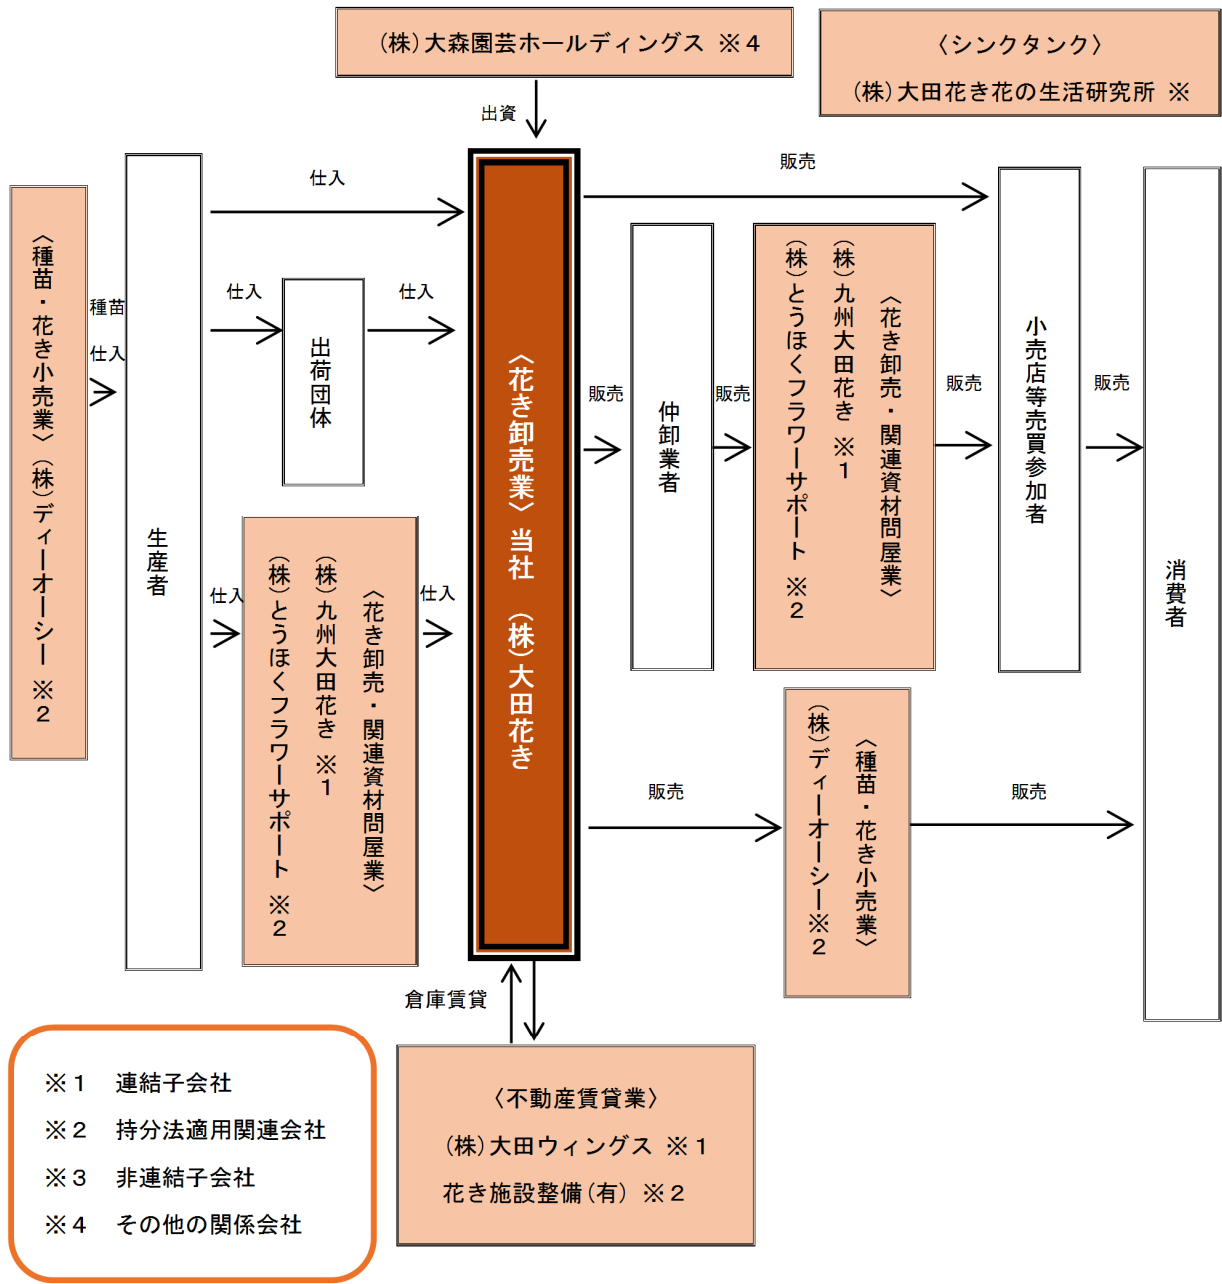 (株)大森園芸ホールディングス ※４
〈シンクタンク〉
(株)大田花き花の生活研究所 ※
出資
〈種苗・花き小売業〉(株)ディーオーシー ※２
種苗
仕入
生産者
仕入
仕入
出荷団体
仕入
仕入
〈花き卸売・関連資材問屋業〉
(株)九州大田花き ※１
(株)とうほくフラワーサポート ※２
仕入
〈花き卸売業〉当社 (株)大田花き
販売
販売
仲卸業者
販売
〈花き卸売・関連資材問屋業〉
(株)九州大田花き ※１
(株)とうほくフラワーサポート ※２
販売
小売店等売買参加者
販売
消費者
販売
〈種苗・花き小売業〉
(株)ディーオーシー※２
販売
倉庫賃貸
〈不動産賃貸業〉
(株)大田ウィングス ※１
花き施設整備(有) ※２
※１ 連結子会社
※２ 持分法適用関連会社
※３ 非連結子会社
※４ その他の関係会社